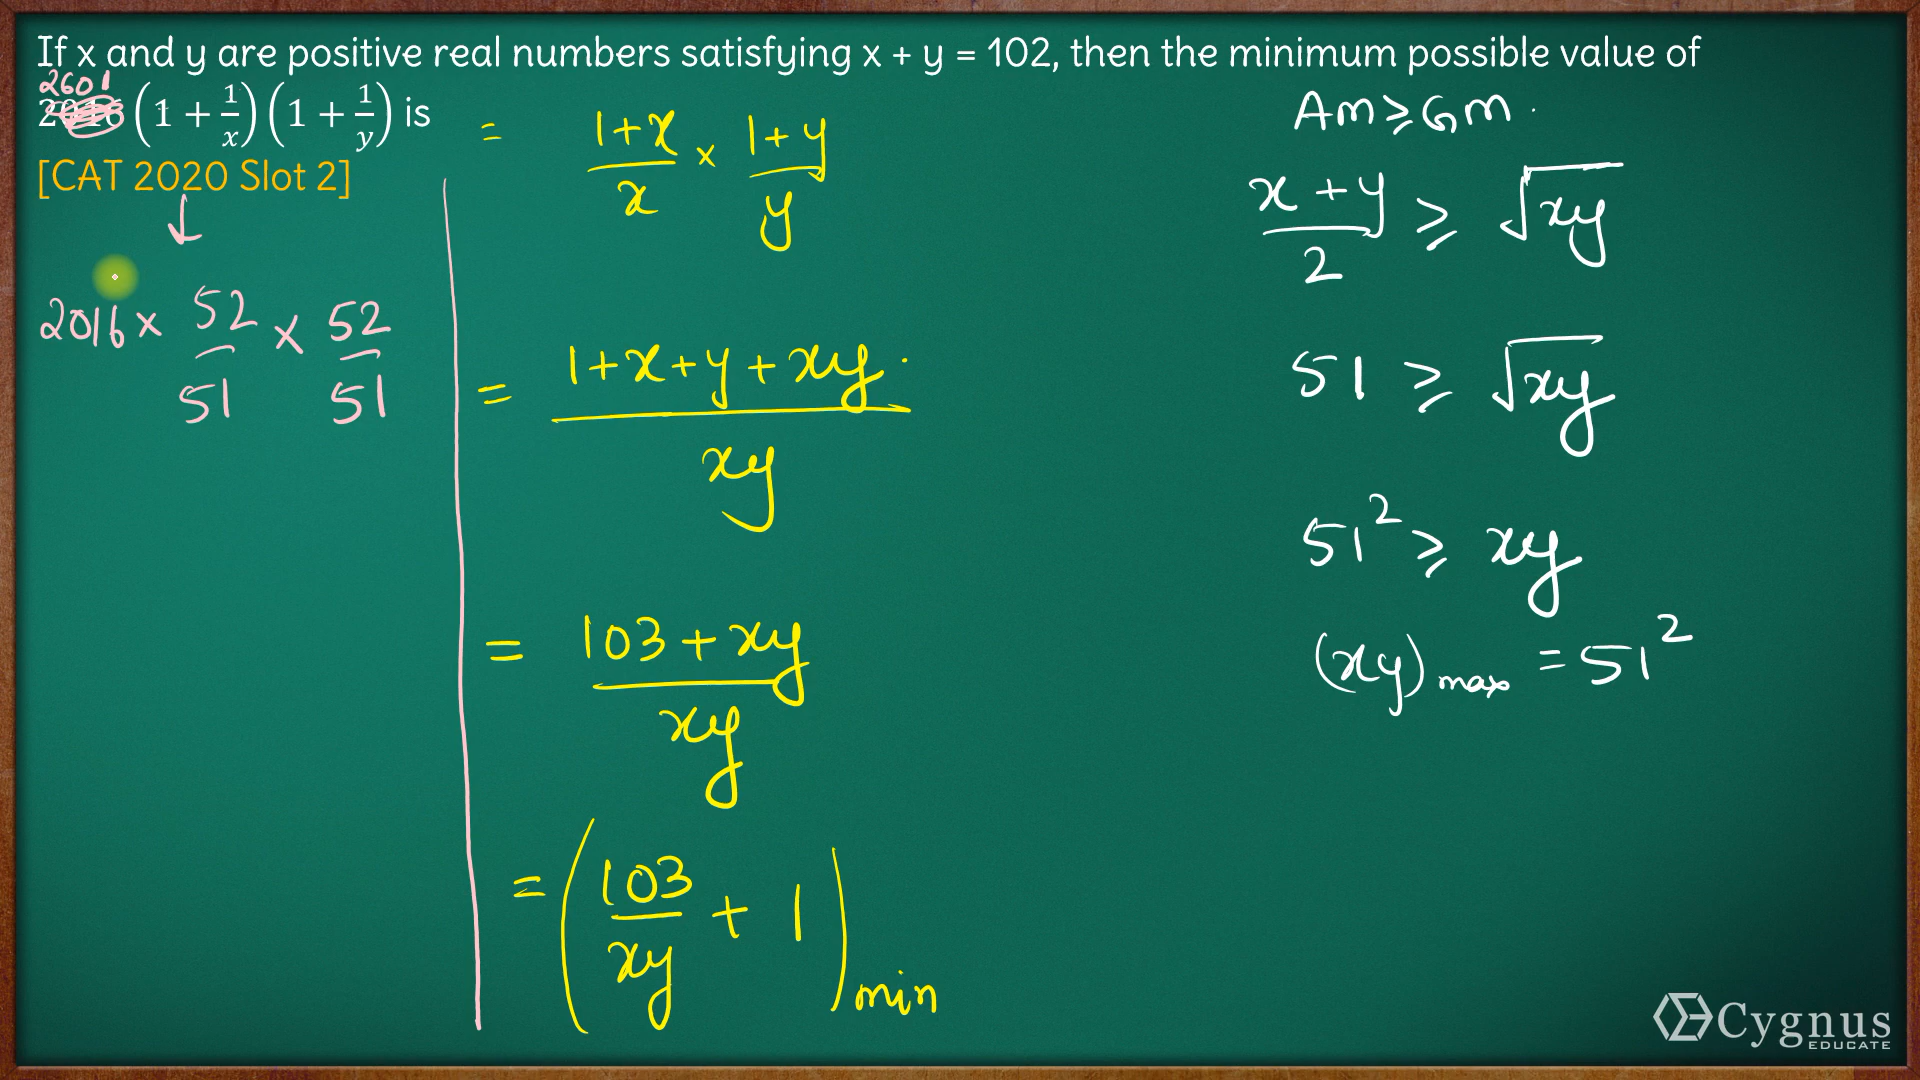 If x and y are positive real numbers satisfying x + y = 102, then the minimum possible value of
2601
(1 + 1/x)(1 + 1/y) is
[CAT 2020 Slot 2]
↓
2016 × 52/51 × 52/51
= 1+x/x × 1+y/y
= 1+x+y+xy/xy
= 103+xy/xy
= (103/xy + 1)min
Am ≥ Gm.
x+y/2 ≥ √xy
51 ≥ √xy
51² ≥ xy
(xy)max = 51²
Cygnus
EDUCATE